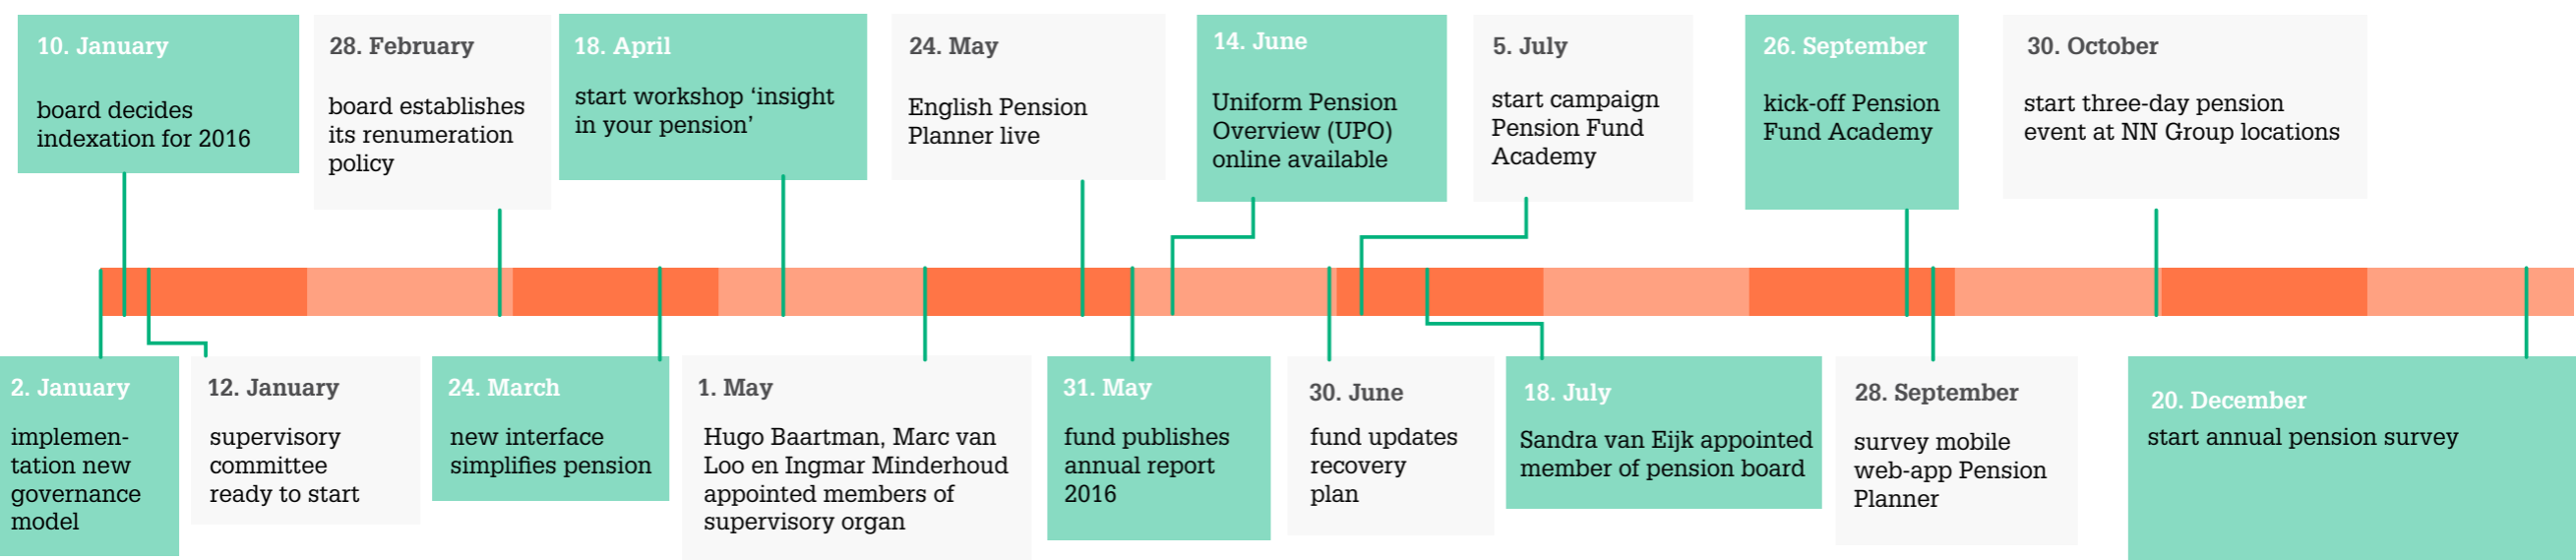 10. January
board decides
indexation for 2016
28. February
board establishes
its renumeration
policy
18. April
start workshop ‘insight
in your pension’
24. May
English Pension
Planner live
14. June
Uniform Pension
Overview (UPO)
online available
5. July
start campaign
Pension Fund
Academy
26. September
kick-off Pension
Fund Academy
30. October
start three-day pension
event at NN Group locations
2. January
implemen-
tation new
governance
model
12. January
supervisory
committee
ready to start
24. March
new interface
simplifies pension
1. May
Hugo Baartman, Marc van
Loo en Ingmar Minderhoud
appointed members of
supervisory organ
31. May
fund publishes
annual report
2016
30. June
fund updates
recovery
plan
18. July
Sandra van Eijk appointed
member of pension board
28. September
survey mobile
web-app Pension
Planner
20. December
start annual pension survey